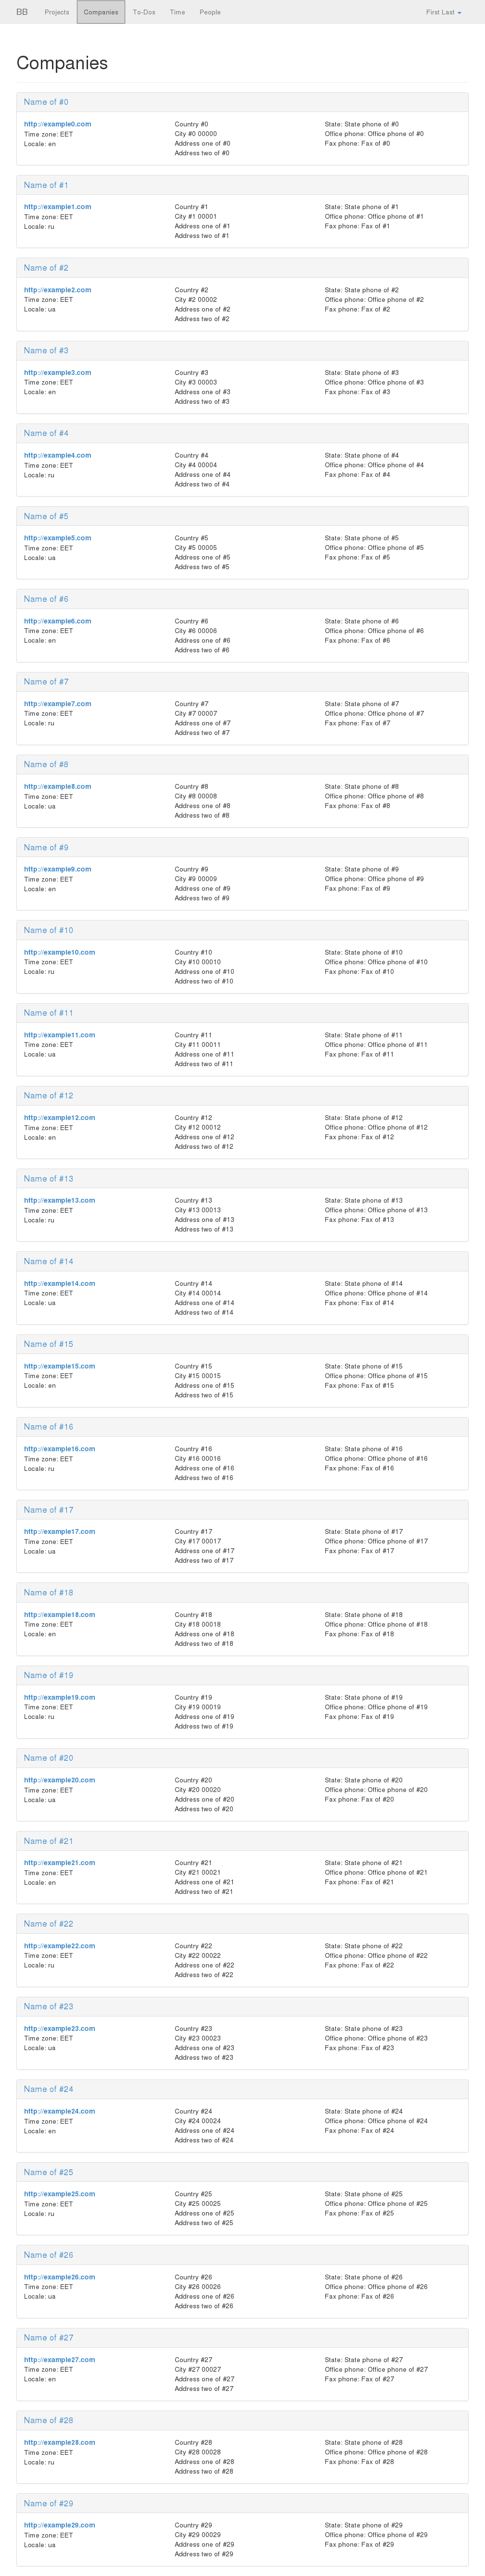 BB Projects Companies To-Dos Time People First Last
Companies
Name of #0
http://example0.com Country #0 State: State phone of #0
Time zone: EET City #0 00000 Office phone: Office phone of #0
Locale: en Address one of #0 Fax phone: Fax of #0
Address two of #0
Name of #1
http://example1.com Country #1 State: State phone of #1
Time zone: EET City #1 00001 Office phone: Office phone of #1
Locale: ru Address one of #1 Fax phone: Fax of #1
Address two of #1
Name of #2
http://example2.com Country #2 State: State phone of #2
Time zone: EET City #2 00002 Office phone: Office phone of #2
Locale: ua Address one of #2 Fax phone: Fax of #2
Address two of #2
Name of #3
http://example3.com Country #3 State: State phone of #3
Time zone: EET City #3 00003 Office phone: Office phone of #3
Locale: en Address one of #3 Fax phone: Fax of #3
Address two of #3
Name of #4
http://example4.com Country #4 State: State phone of #4
Time zone: EET City #4 00004 Office phone: Office phone of #4
Locale: ru Address one of #4 Fax phone: Fax of #4
Address two of #4
Name of #5
http://example5.com Country #5 State: State phone of #5
Time zone: EET City #5 00005 Office phone: Office phone of #5
Locale: ua Address one of #5 Fax phone: Fax of #5
Address two of #5
Name of #6
http://example6.com Country #6 State: State phone of #6
Time zone: EET City #6 00006 Office phone: Office phone of #6
Locale: en Address one of #6 Fax phone: Fax of #6
Address two of #6
Name of #7
http://example7.com Country #7 State: State phone of #7
Time zone: EET City #7 00007 Office phone: Office phone of #7
Locale: ru Address one of #7 Fax phone: Fax of #7
Address two of #7
Name of #8
http://example8.com Country #8 State: State phone of #8
Time zone: EET City #8 00008 Office phone: Office phone of #8
Locale: ua Address one of #8 Fax phone: Fax of #8
Address two of #8
Name of #9
http://example9.com Country #9 State: State phone of #9
Time zone: EET City #9 00009 Office phone: Office phone of #9
Locale: en Address one of #9 Fax phone: Fax of #9
Address two of #9
Name of #10
http://example10.com Country #10 State: State phone of #10
Time zone: EET City #10 00010 Office phone: Office phone of #10
Locale: ru Address one of #10 Fax phone: Fax of #10
Address two of #10
Name of #11
http://example11.com Country #11 State: State phone of #11
Time zone: EET City #11 00011 Office phone: Office phone of #11
Locale: ua Address one of #11 Fax phone: Fax of #11
Address two of #11
Name of #12
http://example12.com Country #12 State: State phone of #12
Time zone: EET City #12 00012 Office phone: Office phone of #12
Locale: en Address one of #12 Fax phone: Fax of #12
Address two of #12
Name of #13
http://example13.com Country #13 State: State phone of #13
Time zone: EET City #13 00013 Office phone: Office phone of #13
Locale: ru Address one of #13 Fax phone: Fax of #13
Address two of #13
Name of #14
http://example14.com Country #14 State: State phone of #14
Time zone: EET City #14 00014 Office phone: Office phone of #14
Locale: ua Address one of #14 Fax phone: Fax of #14
Address two of #14
Name of #15
http://example15.com Country #15 State: State phone of #15
Time zone: EET City #15 00015 Office phone: Office phone of #15
Locale: en Address one of #15 Fax phone: Fax of #15
Address two of #15
Name of #16
http://example16.com Country #16 State: State phone of #16
Time zone: EET City #16 00016 Office phone: Office phone of #16
Locale: ru Address one of #16 Fax phone: Fax of #16
Address two of #16
Name of #17
http://example17.com Country #17 State: State phone of #17
Time zone: EET City #17 00017 Office phone: Office phone of #17
Locale: ua Address one of #17 Fax phone: Fax of #17
Address two of #17
Name of #18
http://example18.com Country #18 State: State phone of #18
Time zone: EET City #18 00018 Office phone: Office phone of #18
Locale: en Address one of #18 Fax phone: Fax of #18
Address two of #18
Name of #19
http://example19.com Country #19 State: State phone of #19
Time zone: EET City #19 00019 Office phone: Office phone of #19
Locale: ru Address one of #19 Fax phone: Fax of #19
Address two of #19
Name of #20
http://example20.com Country #20 State: State phone of #20
Time zone: EET City #20 00020 Office phone: Office phone of #20
Locale: ua Address one of #20 Fax phone: Fax of #20
Address two of #20
Name of #21
http://example21.com Country #21 State: State phone of #21
Time zone: EET City #21 00021 Office phone: Office phone of #21
Locale: en Address one of #21 Fax phone: Fax of #21
Address two of #21
Name of #22
http://example22.com Country #22 State: State phone of #22
Time zone: EET City #22 00022 Office phone: Office phone of #22
Locale: ru Address one of #22 Fax phone: Fax of #22
Address two of #22
Name of #23
http://example23.com Country #23 State: State phone of #23
Time zone: EET City #23 00023 Office phone: Office phone of #23
Locale: ua Address one of #23 Fax phone: Fax of #23
Address two of #23
Name of #24
http://example24.com Country #24 State: State phone of #24
Time zone: EET City #24 00024 Office phone: Office phone of #24
Locale: en Address one of #24 Fax phone: Fax of #24
Address two of #24
Name of #25
http://example25.com Country #25 State: State phone of #25
Time zone: EET City #25 00025 Office phone: Office phone of #25
Locale: ru Address one of #25 Fax phone: Fax of #25
Address two of #25
Name of #26
http://example26.com Country #26 State: State phone of #26
Time zone: EET City #26 00026 Office phone: Office phone of #26
Locale: ua Address one of #26 Fax phone: Fax of #26
Address two of #26
Name of #27
http://example27.com Country #27 State: State phone of #27
Time zone: EET City #27 00027 Office phone: Office phone of #27
Locale: en Address one of #27 Fax phone: Fax of #27
Address two of #27
Name of #28
http://example28.com Country #28 State: State phone of #28
Time zone: EET City #28 00028 Office phone: Office phone of #28
Locale: ru Address one of #28 Fax phone: Fax of #28
Address two of #28
Name of #29
http://example29.com Country #29 State: State phone of #29
Time zone: EET City #29 00029 Office phone: Office phone of #29
Locale: ua Address one of #29 Fax phone: Fax of #29
Address two of #29